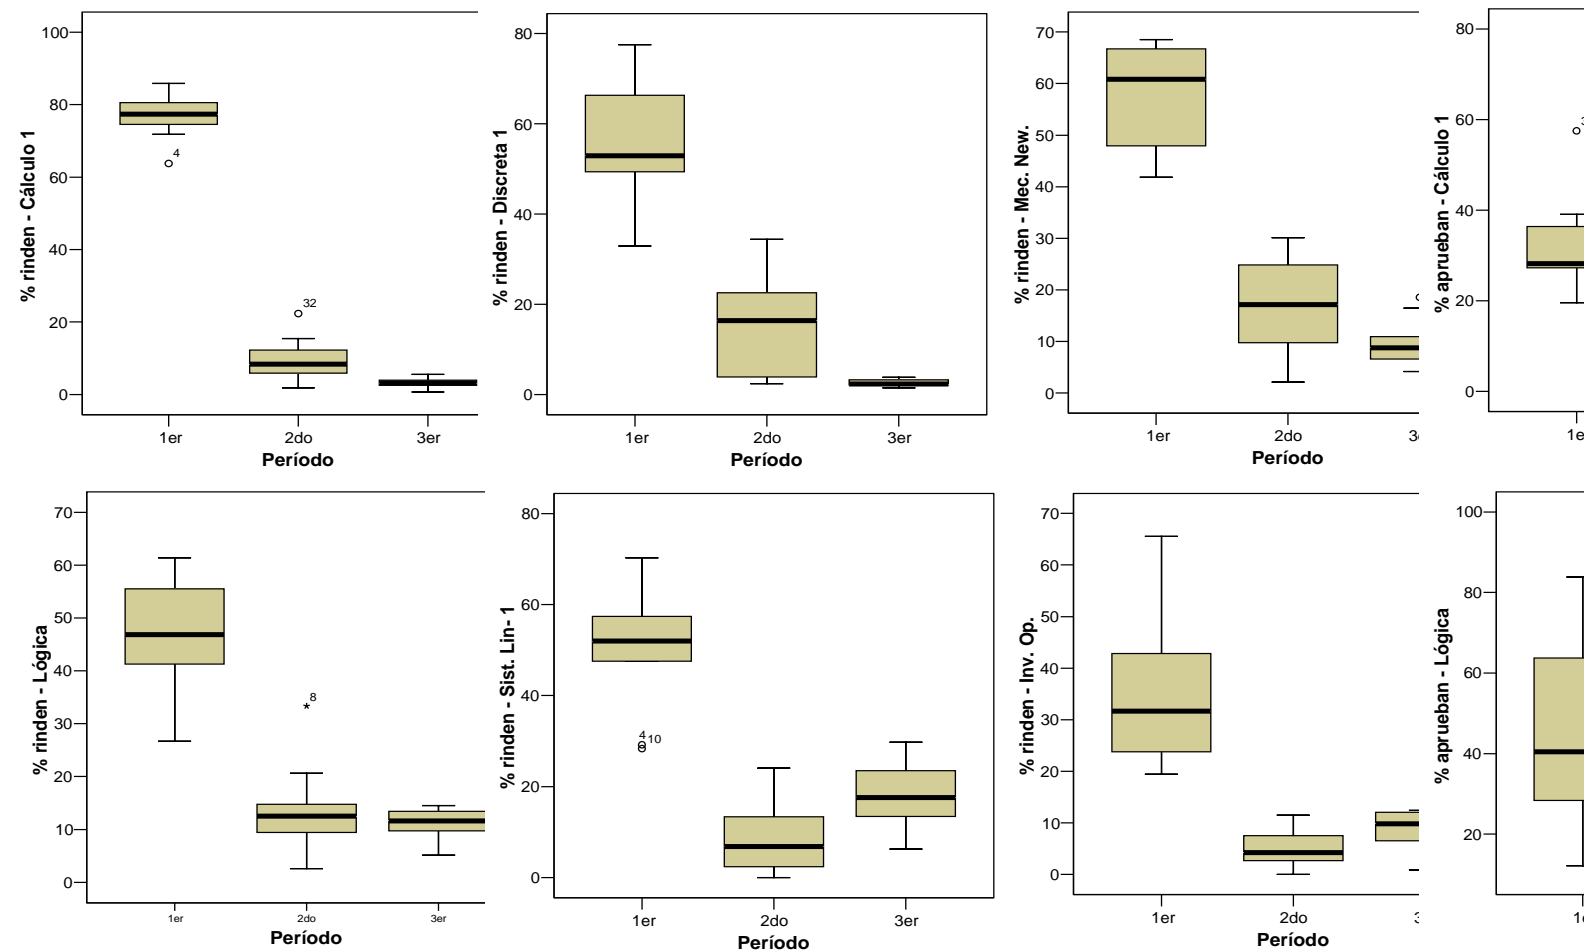 100
80
60
40
20
0
% rinden - Cálculo 1
4
32
1er
2do
3er
Período
80
60
40
20
0
% rinden - Discreta 1
1er
2do
3er
Período
70
60
50
40
30
20
10
0
% rinden - Mec. New.
1er
2do
Período
80
60
40
20
0
% aprueban - Cálculo 1
70
60
50
40
30
20
10
0
% rinden - Lógica
8
1er
2do
3er
Período
80
60
40
20
0
% rinden - Sist. Lin- 1
4
10
1er
2do
3er
Período
70
60
50
40
30
20
10
0
% rinden - Inv. Op.
1er
2do
Período
100
80
60
40
20
% aprueban - Lógica